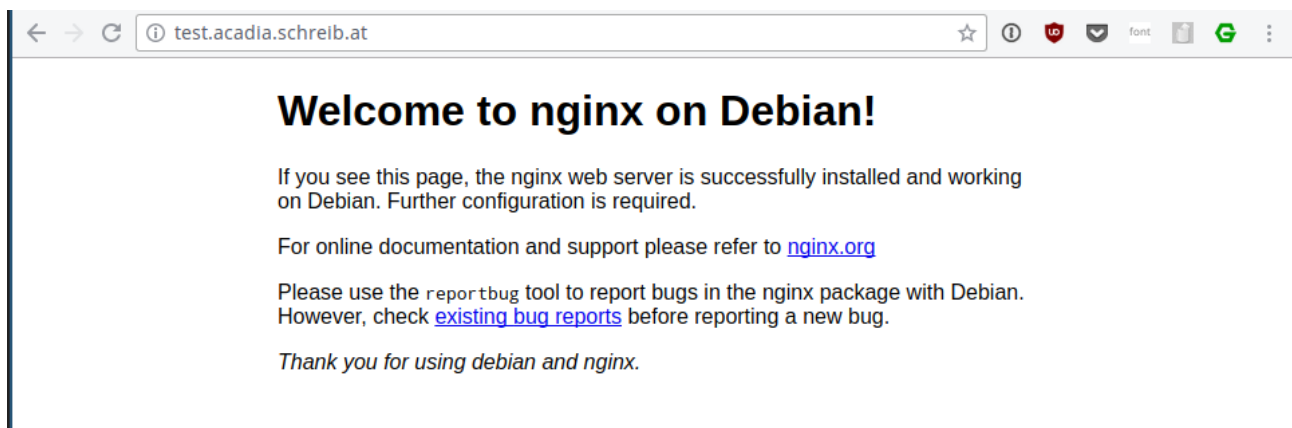 test.acadia.schreib.at
font
Welcome to nginx on Debian!
If you see this page, the nginx web server is successfully installed and working
on Debian. Further configuration is required.
For online documentation and support please refer to nginx.org
Please use the reportbug tool to report bugs in the nginx package with Debian.
However, check existing bug reports before reporting a new bug.
Thank you for using debian and nginx.